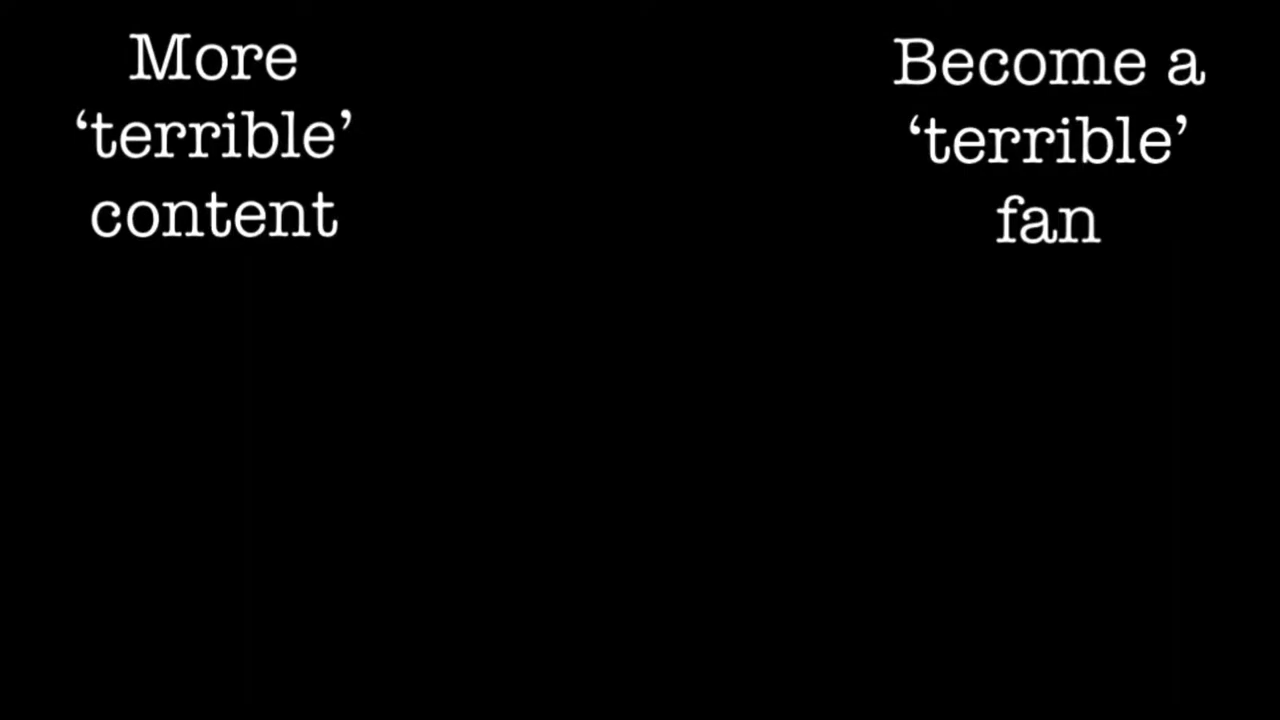 More
‘terrible’
content
Become a
‘terrible’
fan